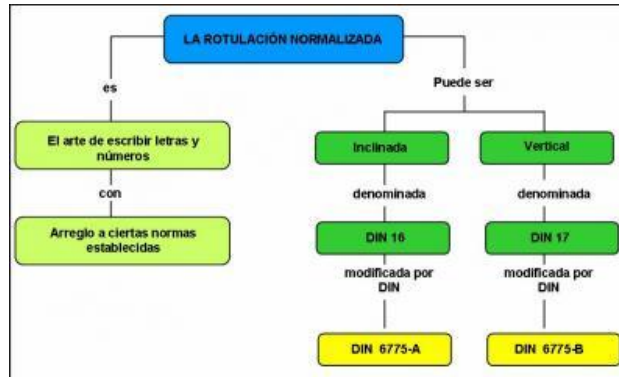 LA ROTULACIÓN NORMALIZADA
es
El arte de escribir letras y
números
con
Arreglo a ciertas normas
establecidas
Puede ser
Inclinada
denominada
DIN 16
modificada por
DIN
DIN 6775-A
Vertical
denominada
DIN 17
modificada por
DIN
DIN 6775-B